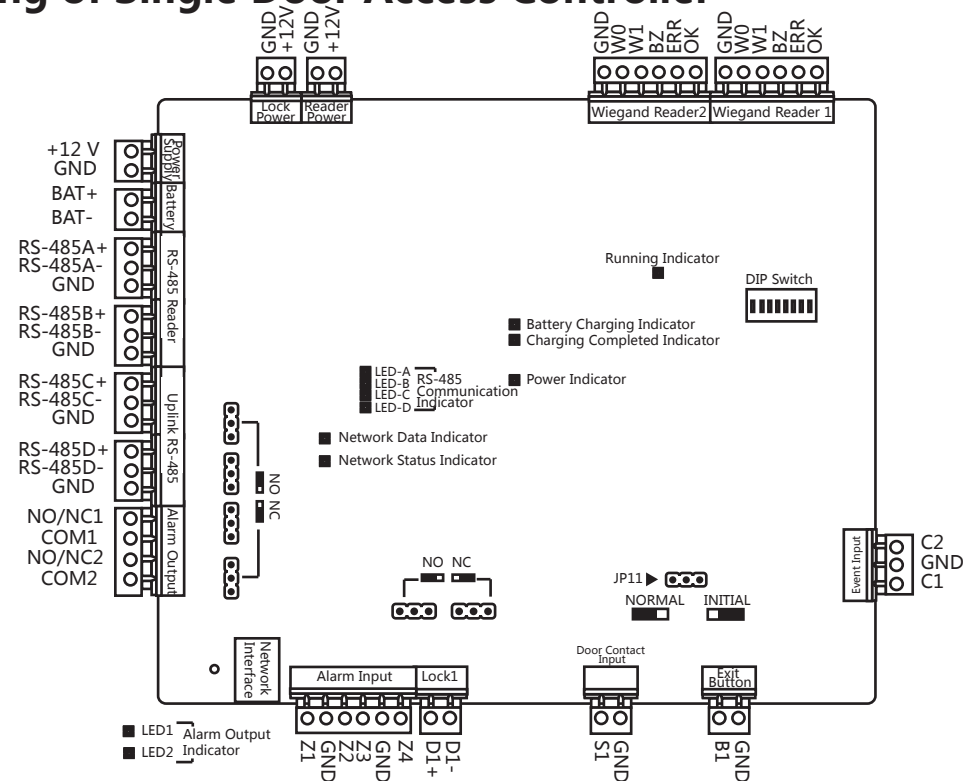 ng of Single Door Access Controller
GND
+12V
GND
+12V
GND
W0
W1
BZ
ERR
OK
GND
W0
W1
BZ
ERR
OK
Lock Power
Reader Power
Wiegand Reader2
Wiegand Reader 1
+12 V
GND
Power Supply
BAT+
BAT-
Battery
RS-485A+
RS-485A-
GND
RS-485B+
RS-485B-
GND
RS-485 Reader
RS-485C+
RS-485C-
GND
RS-485D+
RS-485D-
GND
Uplink RS-485
NO/NC1
COM1
NO/NC2
COM2
Alarm Output
Running Indicator
DIP Switch
Battery Charging Indicator
Charging Completed Indicator
LED-A
LED-B
LED-C
LED-D
RS-485
Communication
Indicator
Power Indicator
Network Data Indicator
Network Status Indicator
NO
NC
NO NC
JP11
NORMAL
INITIAL
Event Input
C2
GND
C1
Network
Interface
Alarm Input
Lock1
Door Contact
Input
Exit
Button
Z1
GND
Z2
Z3
GND
Z4
D1+
D1-
S1
GND
B1
GND
LED1
LED2
Alarm Output
Indicator